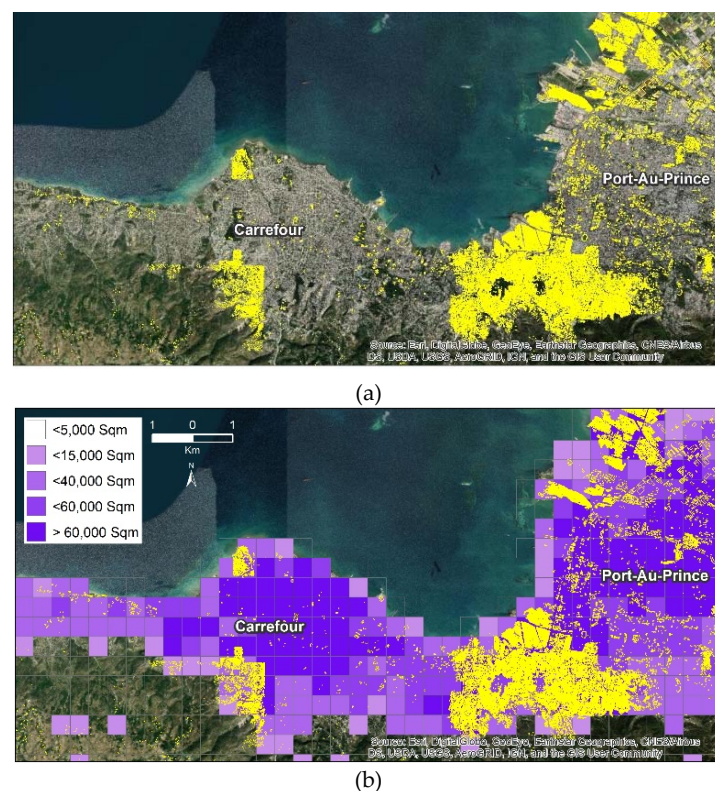 Port-Au-Prince
Carrefour
Source: Esri, DigitalGlobe, GeoEye, Earthstar Geographics, CNES/Airbus
DS, USDA, USGS, AeroGRID, IGN, and the GIS User Community
(a)
<5,000 Sqm
<15,000 Sqm
<40,000 Sqm
<60,000 Sqm
> 60,000 Sqm
1 0 1
Km
N
Port-Au-Prince
Carrefour
Source: Esri, DigitalGlobe, GeoEye, Earthstar Geographics, CNES/Airbus
DS, USDA, USGS, AeroGRID, IGN, and the GIS User Community
(b)